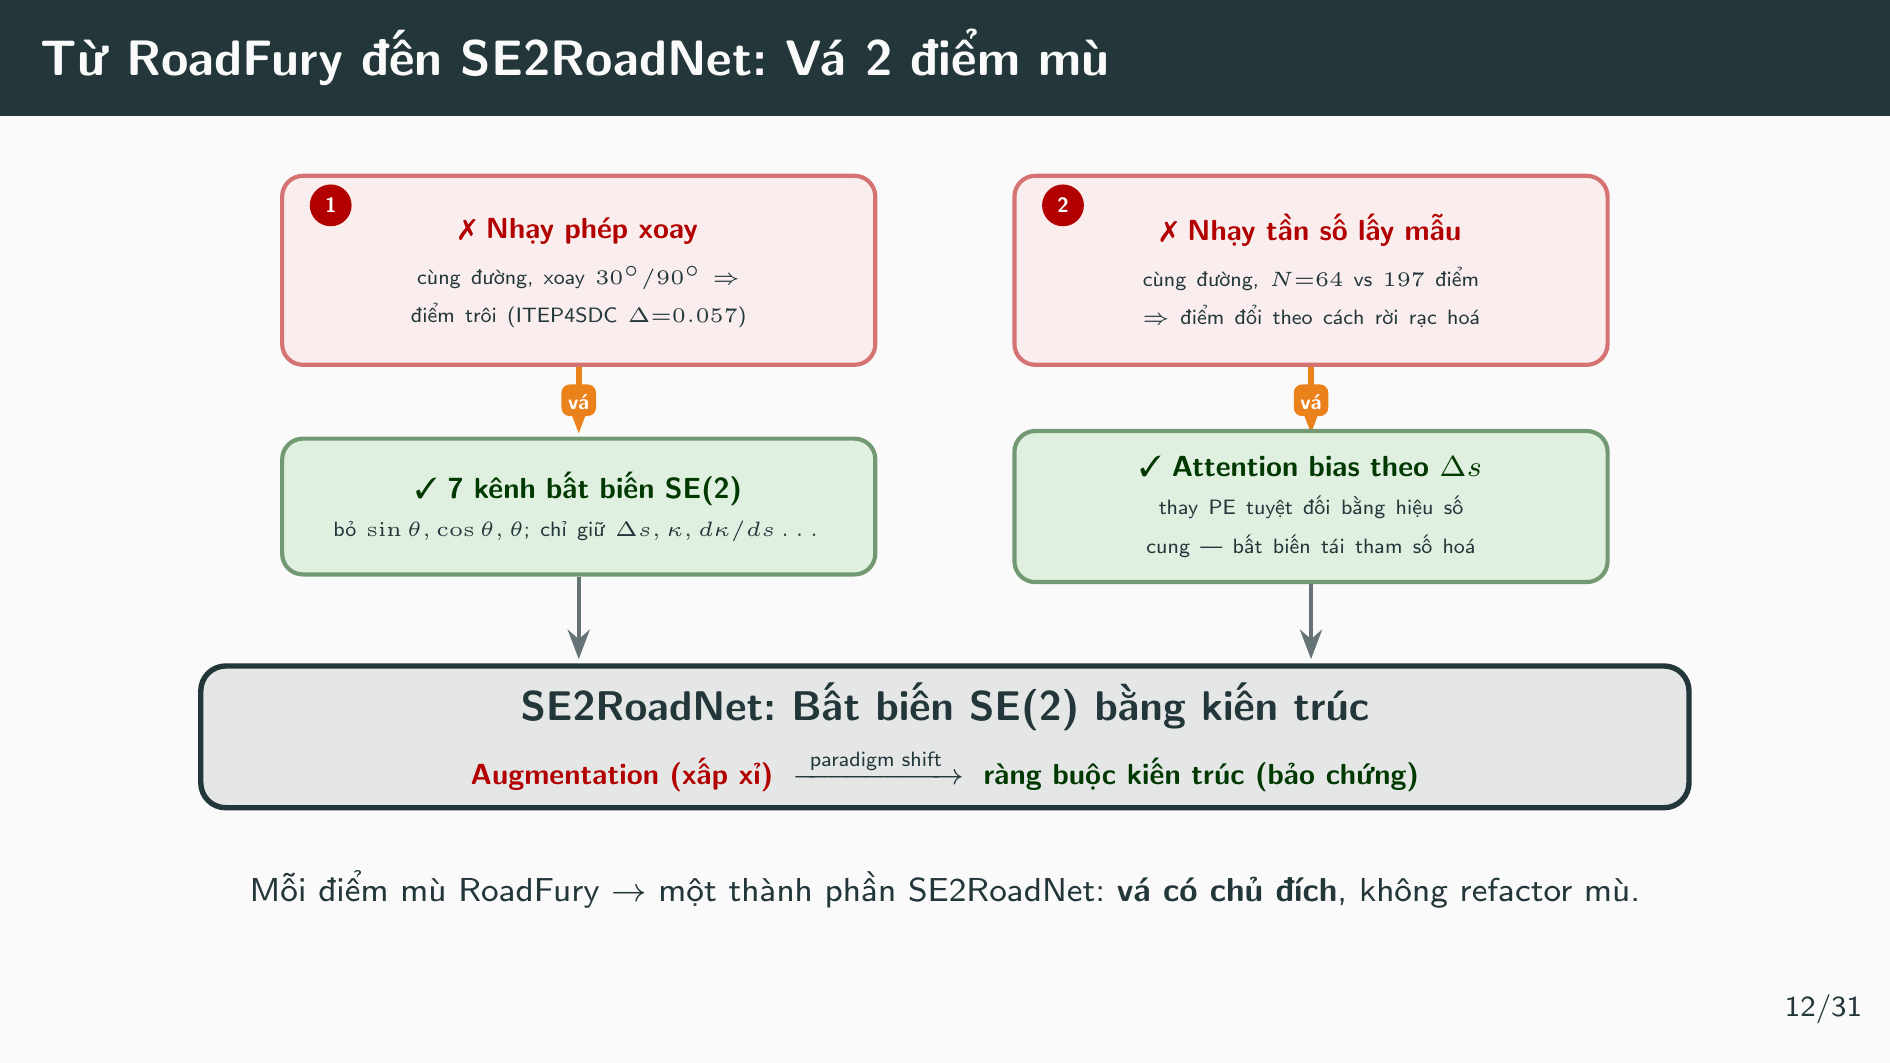 Từ RoadFury đến SE2RoadNet: Vá 2 điểm mù
1
✗ Nhạy phép xoay
cùng đường, xoay 30°/90° ⇒
điểm trôi (ITEP4SDC Δ=0.057)
2
✗ Nhạy tần số lấy mẫu
cùng đường, N=64 vs 197 điểm
⇒ điểm đổi theo cách rời rạc hoá
vá
vá
✓ 7 kênh bất biến SE(2)
bỏ sin θ, cos θ, θ; chỉ giữ Δs, κ, dκ/ds ...
✓ Attention bias theo Δs
thay PE tuyệt đối bằng hiệu số
cung — bất biến tái tham số hoá
SE2RoadNet: Bất biến SE(2) bằng kiến trúc
Augmentation (xấp xỉ) paradigm shift → ràng buộc kiến trúc (bảo chứng)
Mỗi điểm mù RoadFury → một thành phần SE2RoadNet: vá có chủ đích, không refactor mù.
12/31